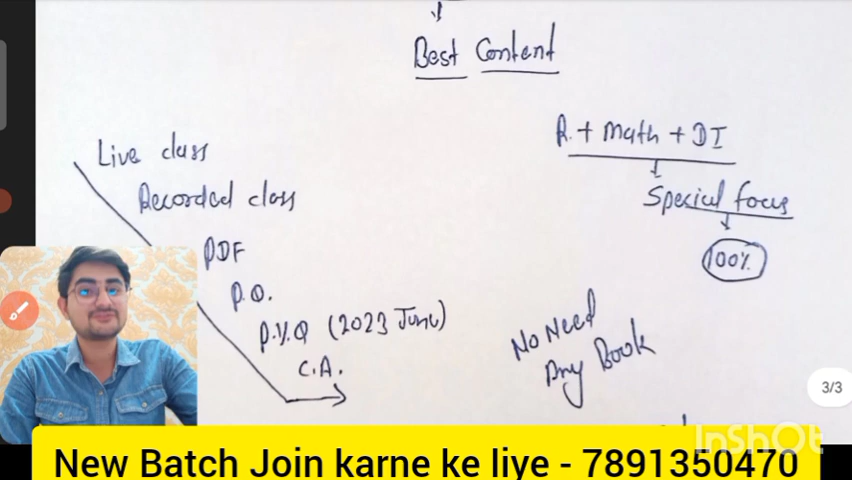 Best Content
Live class
Recorded class
PDF
P.Q.
P.Y.Q (2023 June)
C.A.
R. + Math + DI
Special focus
100%
No Need
Any Book
3/3
InShOt
New Batch Join karne ke liye - 7891350470